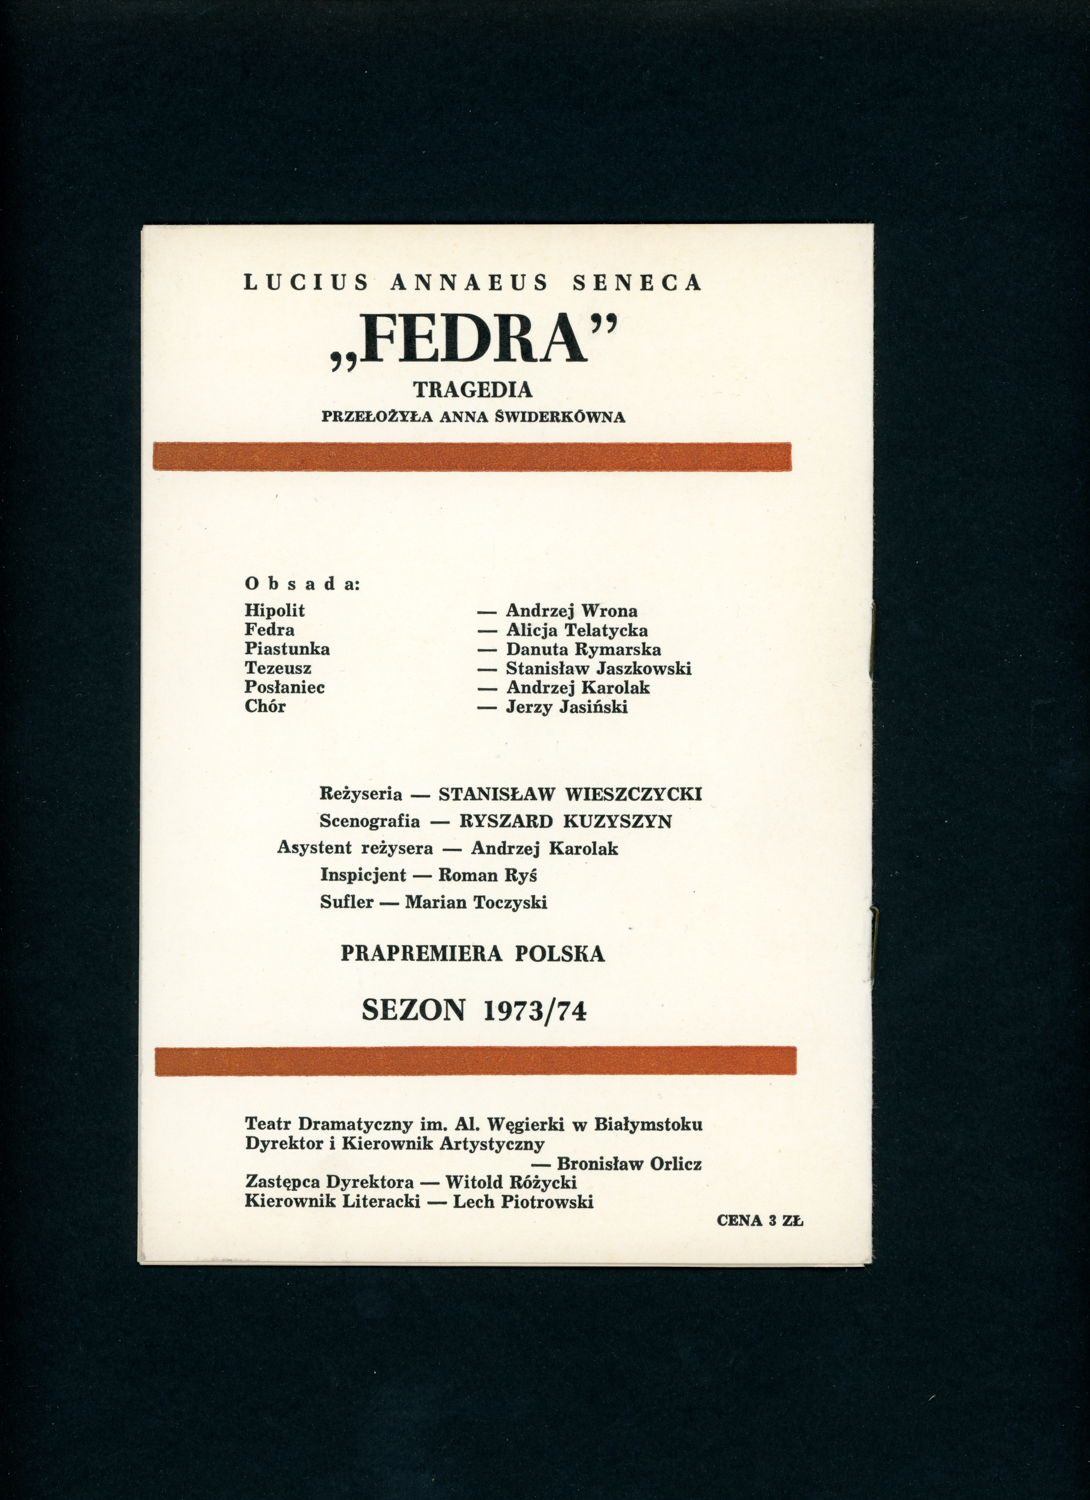 LUCIUS ANNAEUS SENECA
„FEDRA”
TRAGEDIA
PRZEŁOŻYŁA ANNA ŚWIDERKÓWNA
Obsada:
Hipolit — Andrzej Wrona
Fedra — Alicja Telatycka
Piastunka — Danuta Rymarska
Tezeusz — Stanisław Jaszkowski
Posłaniec — Andrzej Karolak
Chór — Jerzy Jasiński
Reżyseria — STANISŁAW WIESZCZYCKI
Scenografia — RYSZARD KUZYSZYN
Asystent reżysera — Andrzej Karolak
Inspicjent — Roman Ryś
Sufler — Marian Toczyski
PRAPREMIERA POLSKA
SEZON 1973/74
Teatr Dramatyczny im. Al. Węgierki w Białymstoku
Dyrektor i Kierownik Artystyczny
— Bronisław Orlicz
Zastępca Dyrektora — Witold Różycki
Kierownik Literacki — Lech Piotrowski
CENA 3 ZŁ